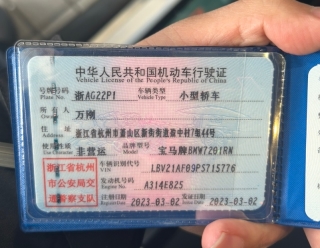 中华人民共和国机动车行驶证
Vehicle License of the People's Republic of China
号牌号码 浙AG22P1 车辆类型 小型轿车
Plate No. Vehicle Type
所有人 万刚
Owner
住址 浙江省杭州市萧山区新街街道盈中村7组44号
Address
使用性质 非营运 品牌型号 宝马牌BMW7201RN
Use Character Model
浙江省杭州
市公安局交
通警察支队
车辆识别代号 LBV21AF09PS715776
VIN
发动机号码 A314E825
Engine No.
注册日期 2023-03-02 发证日期 2023-03-02
Register Date Issue Date